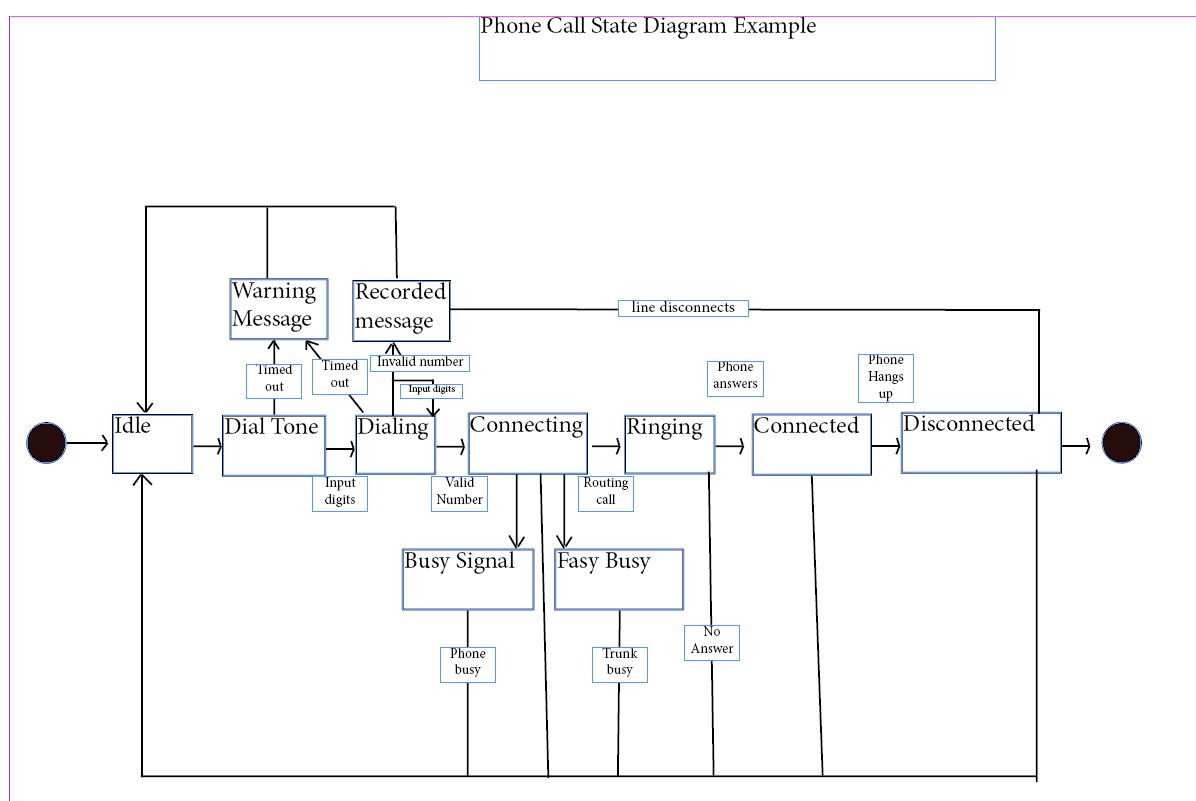 Phone Call State Diagram Example
Warning
Message
Recorded
message
line disconnects
Timed
out
Timed
out
Invalid number
Input digits
Phone
answers
Phone
Hangs
up
Idle
Dial Tone
Dialing
Connecting
Ringing
Connected
Disconnected
Input
digits
Valid
Number
Routing
call
Busy Signal
Fasy Busy
Phone
busy
Trunk
busy
No
Answer